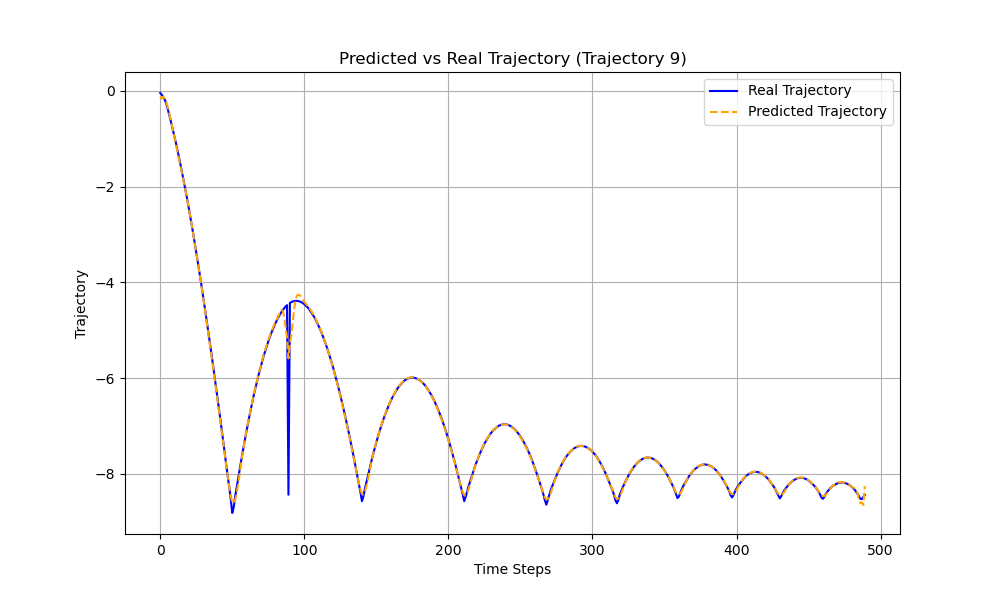 Predicted vs Real Trajectory (Trajectory 9)
Real Trajectory
Predicted Trajectory
Trajectory
0
−2
−4
−6
−8
0
100
200
300
400
500
Time Steps